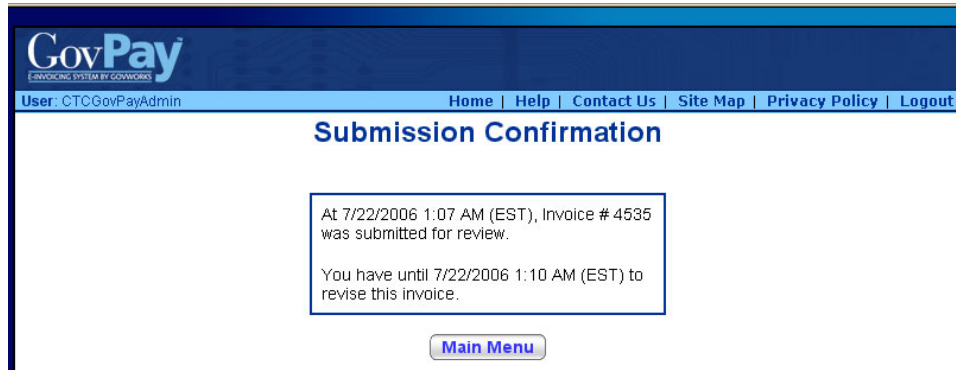 GovPay
E-INVOICING SYSTEM BY GOVWORKS
User: CTCGovPayAdmin
Home | Help | Contact Us | Site Map | Privacy Policy | Logout
Submission Confirmation
At 7/22/2006 1:07 AM (EST), Invoice # 4535
was submitted for review.
You have until 7/22/2006 1:10 AM (EST) to
revise this invoice.
Main Menu